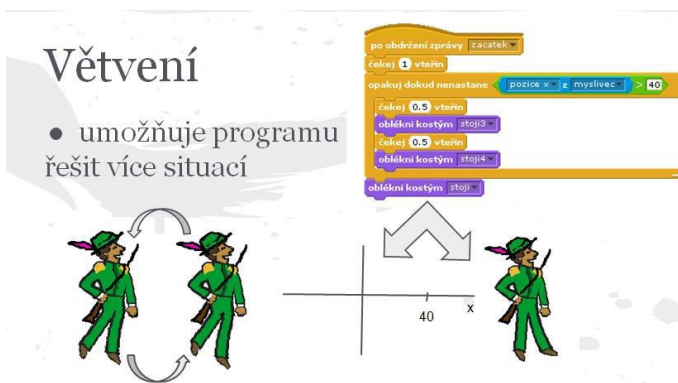 Větvení
● umožňuje programu
řešit více situací
po obdržení zprávy zacatek
čekej 1 vteřin
opakuj dokud nenastane pozice x z myslivec > 40
čekej 0.5 vteřin
oblékni kostým stoji3
čekej 0.5 vteřin
oblékni kostým stoji4
oblékni kostým stoji
40
x